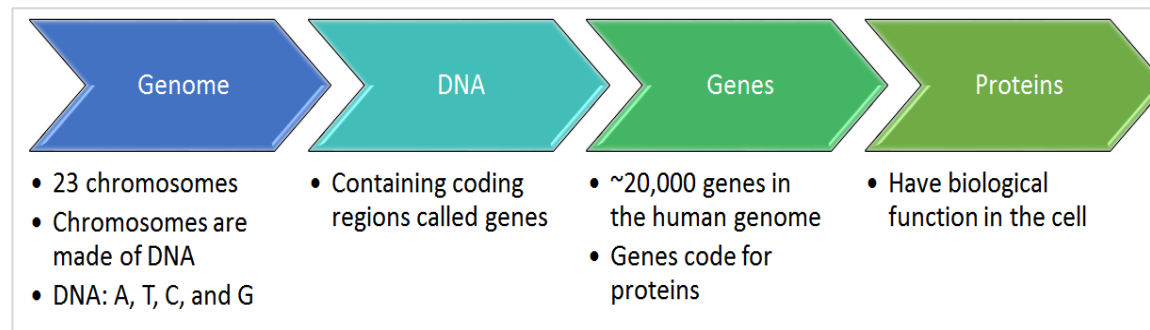 Genome
DNA
Genes
Proteins
• 23 chromosomes
• Chromosomes are
made of DNA
• DNA: A, T, C, and G
• Containing coding
regions called genes
• ~20,000 genes in
the human genome
• Genes code for
proteins
• Have biological
function in the cell